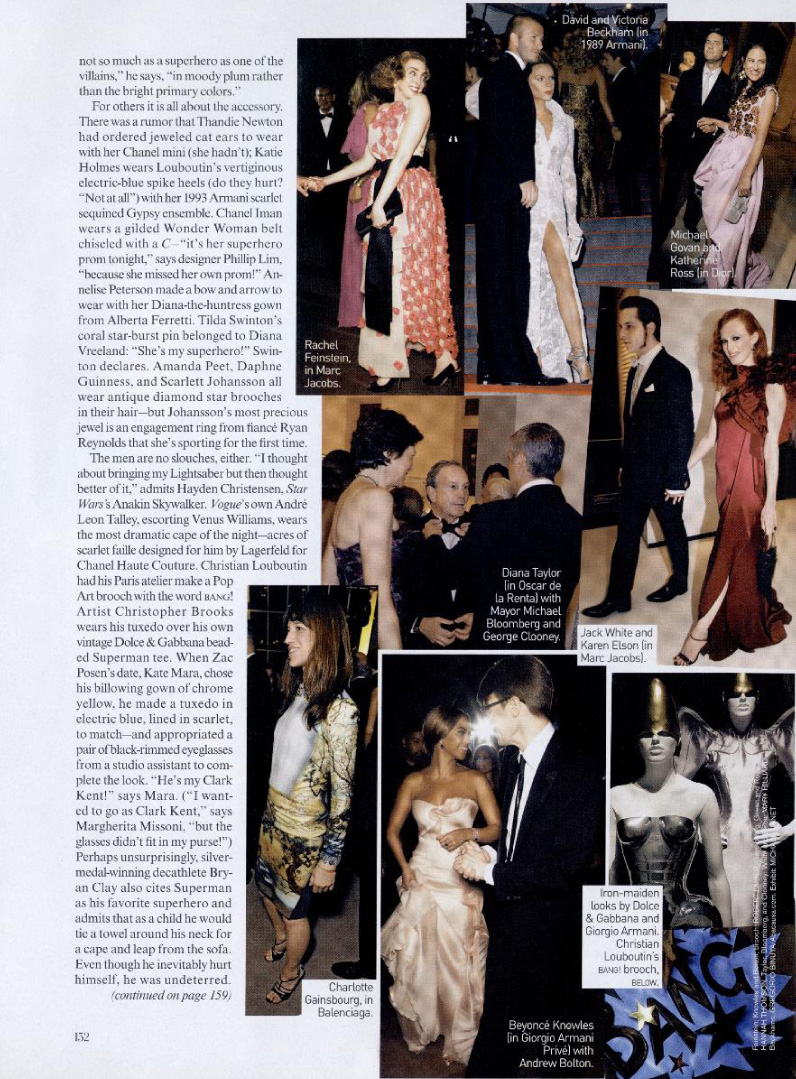 not so much as a superhero as one of the
villains," he says, "in moody plum rather
than the bright primary colors."
For others it is all about the accessory.
There was a rumor that Thandie Newton
had ordered jeweled cat ears to wear
with her Chanel mini (she hadn't); Katie
Holmes wears Louboutin's vertiginous
electric-blue spike heels (do they hurt?
"Not at all") with her 1993 Armani scarlet
sequined Gypsy ensemble. Chanel Iman
wears a gilded Wonder Woman belt
chiseled with a C—"it's her superhero
prom tonight," says designer Phillip Lim,
"because she missed her own prom!" An-
nelise Peterson made a bow and arrow to
wear with her Diana-the-huntress gown
from Alberta Ferretti. Tilda Swinton's
coral star-burst pin belonged to Diana
Vreeland: "She's my superhero!" Swin-
ton declares. Amanda Peet, Daphne
Guinness, and Scarlett Johansson all
wear antique diamond star brooches
in their hair—but Johansson's most precious
jewel is an engagement ring from fiancé Ryan
Reynolds that she's sporting for the first time.
The men are no slouches, either. "I thought
about bringing my Lightsaber but then thought
better of it," admits Hayden Christensen, Star
Wars's Anakin Skywalker. Vogue's own André
Leon Talley, escorting Venus Williams, wears
the most dramatic cape of the night—acres of
scarlet faille designed for him by Lagerfeld for
Chanel Haute Couture. Christian Louboutin
had his Paris atelier make a Pop
Art brooch with the word BANG!
Artist Christopher Brooks
wears his tuxedo over his own
vintage Dolce & Gabbana bead-
ed Superman tee. When Zac
Posen's date, Kate Mara, chose
his billowing gown of chrome
yellow, he made a tuxedo in
electric blue, lined in scarlet,
to match—and appropriated a
pair of black-rimmed eyeglasses
from a studio assistant to com-
plete the look. "He's my Clark
Kent!" says Mara. ("I want-
ed to go as Clark Kent," says
Margherita Missoni, "but the
glasses didn't fit in my purse!")
Perhaps unsurprisingly, silver-
medal-winning decathlete Bry-
an Clay also cites Superman
as his favorite superhero and
admits that as a child he would
tie a towel around his neck for
a cape and leap from the sofa.
Even though he inevitably hurt
himself, he was undeterred.
(continued on page 159)
152
David and Victoria
Beckham (in
1989 Armani).
Michael
Govan and
Katherine
Ross (in Dior).
Rachel
Feinstein,
in Marc
Jacobs.
Diana Taylor
(in Oscar de
la Renta) with
Mayor Michael
Bloomberg and
George Clooney.
Jack White and
Karen Elson (in
Marc Jacobs).
Charlotte
Gainsbourg, in
Balenciaga.
Beyoncé Knowles
(in Giorgio Armani
Privé) with
Andrew Bolton.
Iron-maiden
looks by Dolce
& Gabbana and
Giorgio Armani.
Christian
Louboutin's
BANG! brooch,
BELOW.
BANG